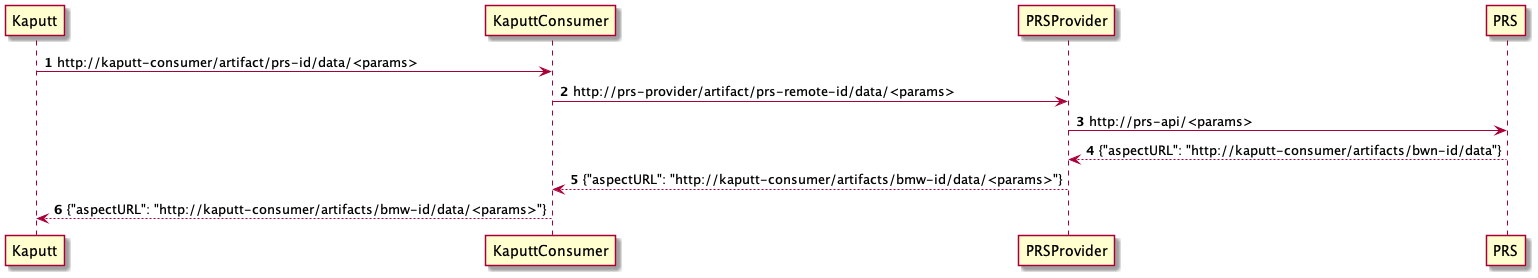 Kaputt KaputtConsumer PRSProvider PRS
1 http://kaputt-consumer/artifact/prs-id/data/<params>
2 http://prs-provider/artifact/prs-remote-id/data/<params>
3 http://prs-api/<params>
4 {"aspectURL": "http://kaputt-consumer/artifacts/bwn-id/data"}
5 {"aspectURL": "http://kaputt-consumer/artifacts/bmw-id/data/<params>"}
6 {"aspectURL": "http://kaputt-consumer/artifacts/bmw-id/data/<params>"}
Kaputt KaputtConsumer PRSProvider PRS